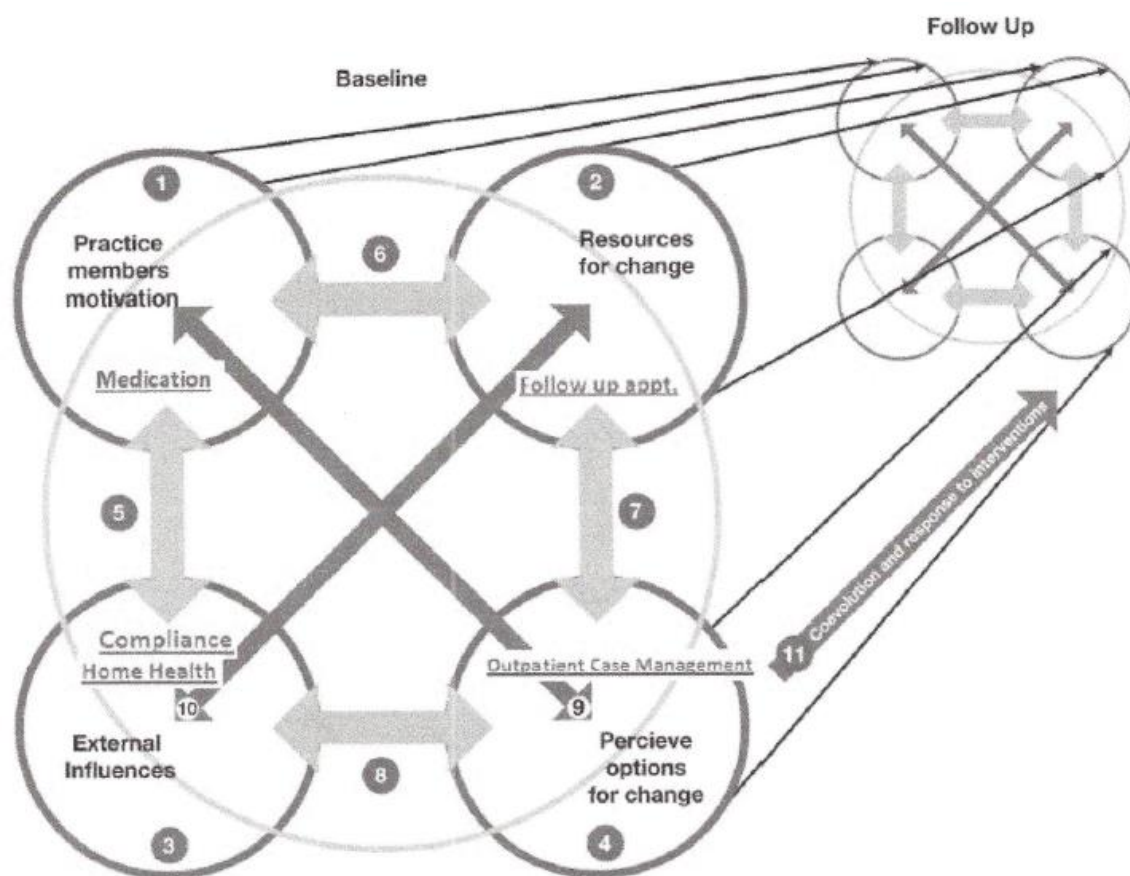 Follow Up
Baseline
1
2
Practice
members
motivation
6
Resources
for change
Medication
Follow up appt.
5
7
Compliance
Home Health
Outpatient Case Management
11 Coevolution and response to interventions
10
9
External
Influences
8
Percieve
options
for change
3
4